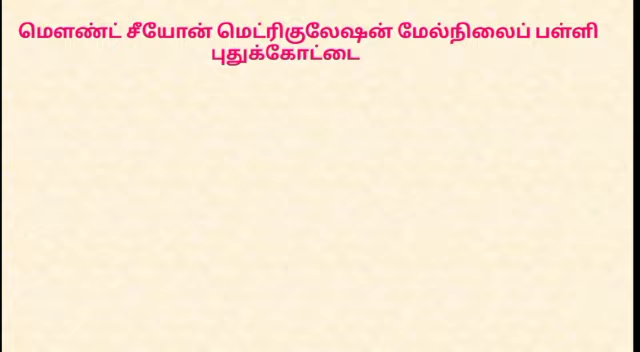 மௌண்ட் சீயோன் மெட்ரிகுலேஷன் மேல்நிலைப் பள்ளி
புதுக்கோட்டை